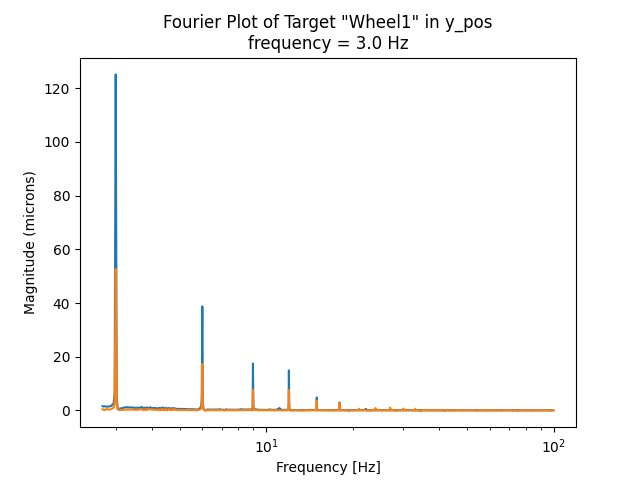 Fourier Plot of Target "Wheel1" in y_pos
frequency = 3.0 Hz
120
100
80
60
40
20
0
Magnitude (microns)
10¹
10²
Frequency [Hz]